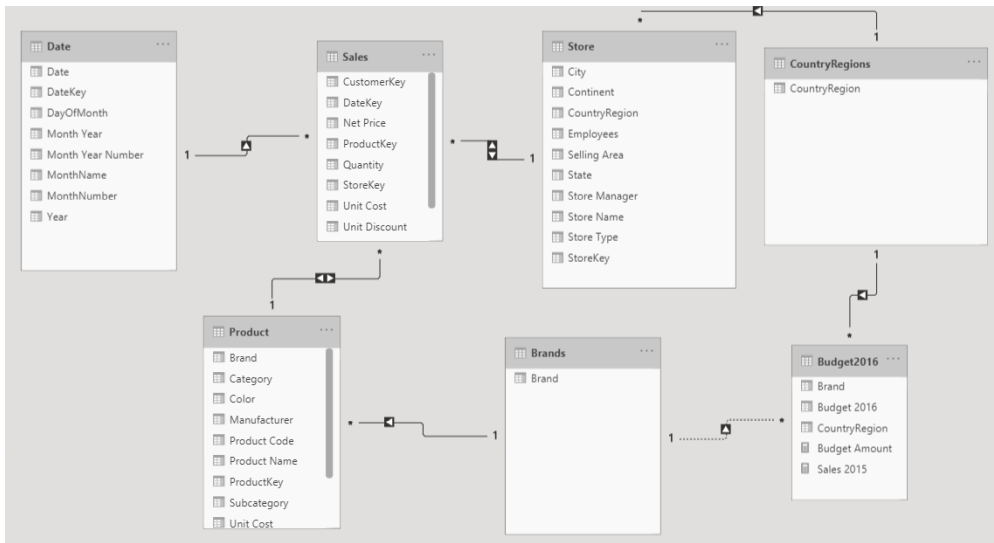 Date
Date
DateKey
DayOfMonth
Month Year
Month Year Number
MonthName
MonthNumber
Year
1
*
Sales
CustomerKey
DateKey
Net Price
ProductKey
Quantity
StoreKey
Unit Cost
Unit Discount
*
1
*
Store
City
Continent
CountryRegion
Employees
Selling Area
State
Store Manager
Store Name
Store Type
StoreKey
*
1
CountryRegions
CountryRegion
1
*
1
Product
Brand
Category
Color
Manufacturer
Product Code
Product Name
ProductKey
Subcategory
Unit Cost
*
1
Brands
Brand
1
*
*
Budget2016
Brand
Budget 2016
CountryRegion
Budget Amount
Sales 2015